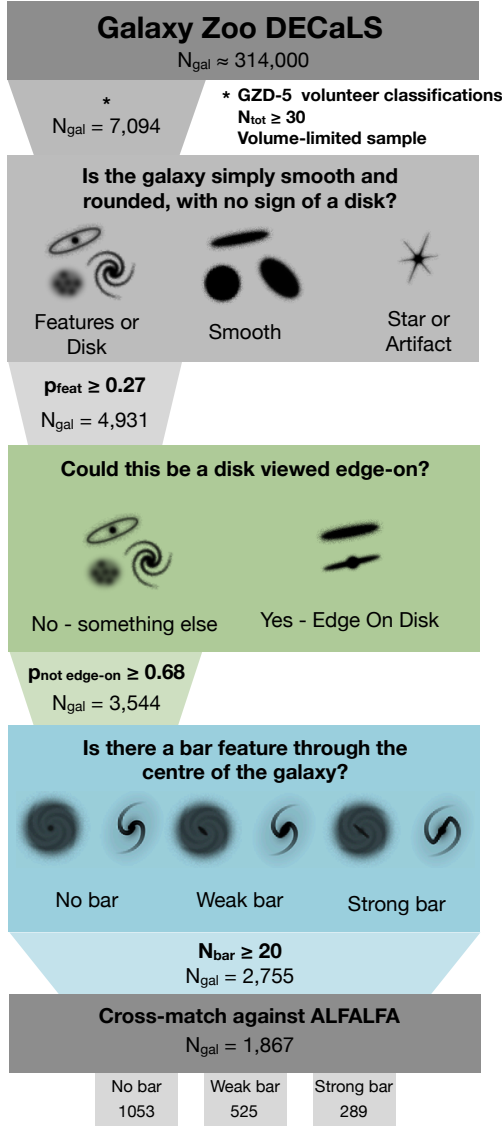 Galaxy Zoo DECaLS
Ngal ≈ 314,000
*
Ngal = 7,094
* GZD-5 volunteer classifications
Ntot ≥ 30
Volume-limited sample
Is the galaxy simply smooth and
rounded, with no sign of a disk?
Features or
Disk
Smooth
Star or
Artifact
pfeat ≥ 0.27
Ngal = 4,931
Could this be a disk viewed edge-on?
No - something else
Yes - Edge On Disk
pnot edge-on ≥ 0.68
Ngal = 3,544
Is there a bar feature through the
centre of the galaxy?
No bar
Weak bar
Strong bar
Nbar ≥ 20
Ngal = 2,755
Cross-match against ALFALFA
Ngal = 1,867
No bar
1053
Weak bar
525
Strong bar
289